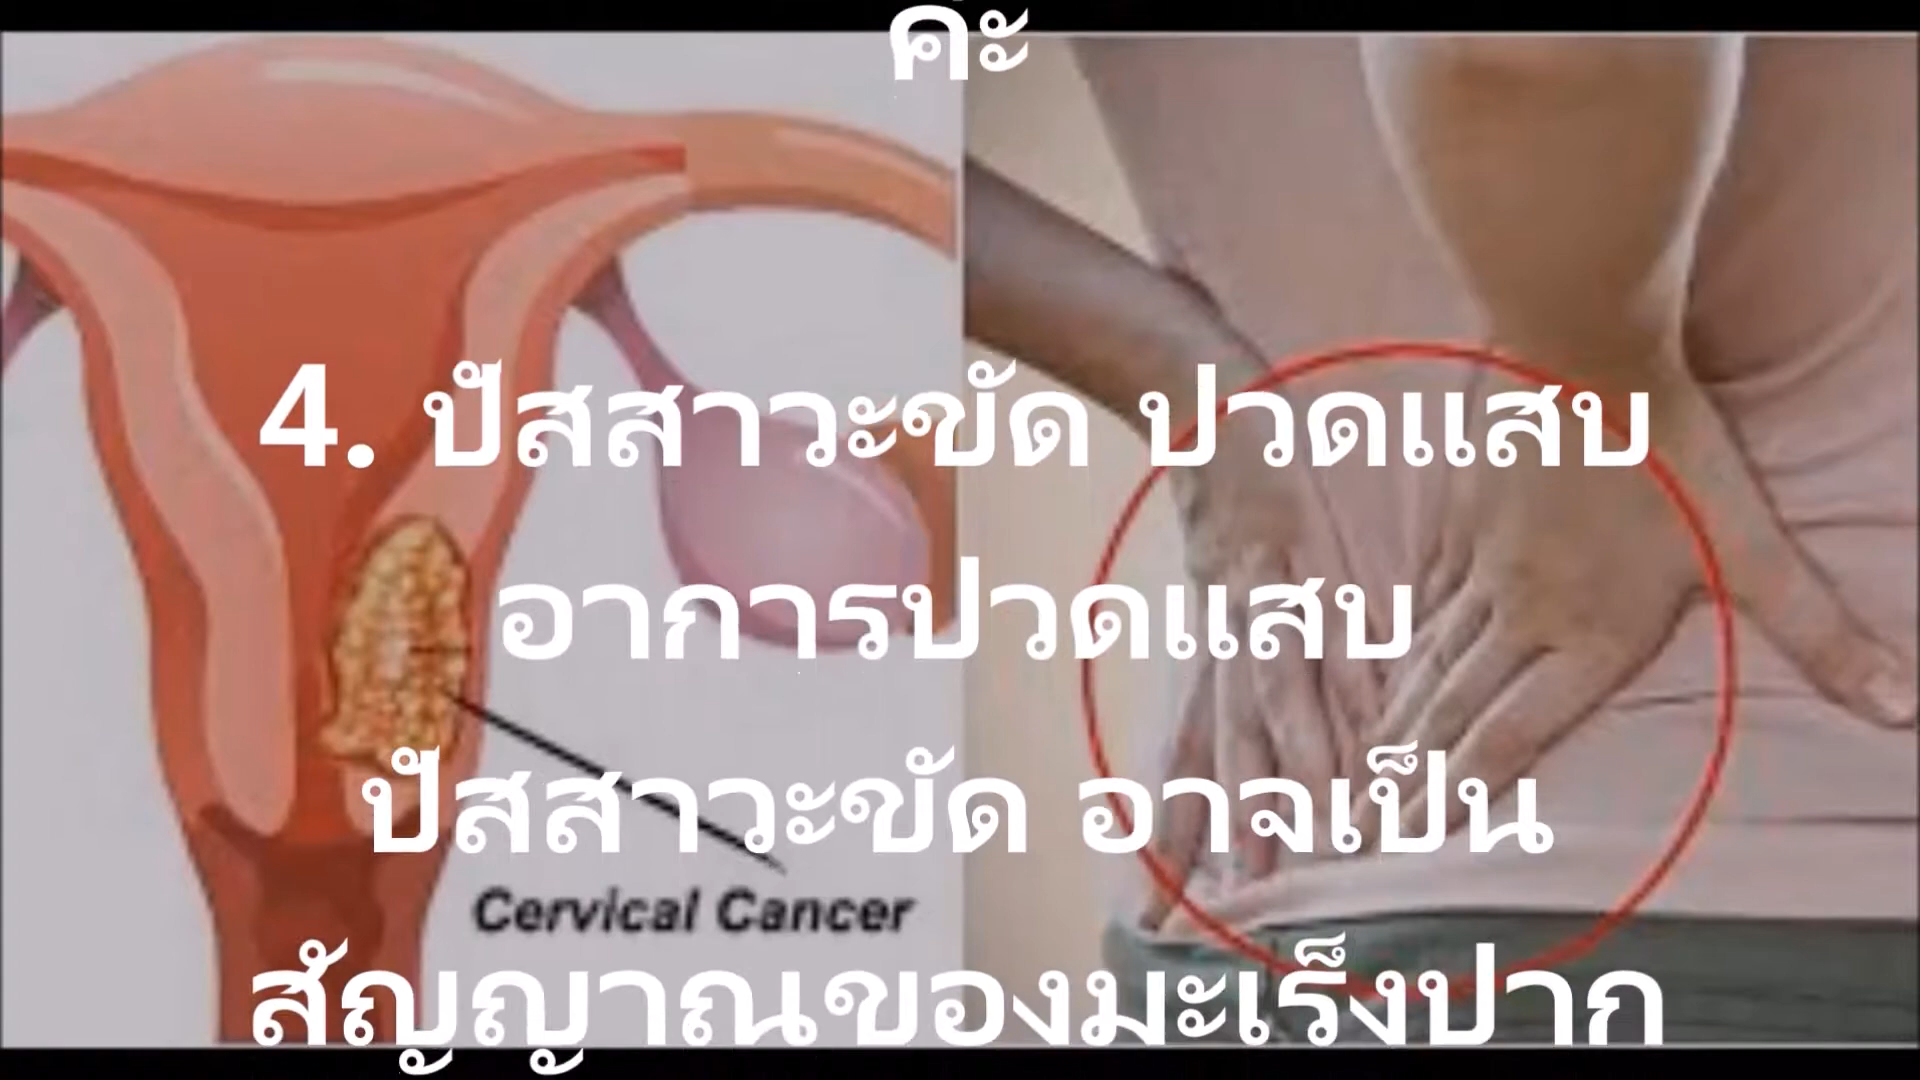 ค่ะ
4. ปัสสาวะขัด ปวดแสบ
อาการปวดแสบ
ปัสสาวะขัด อาจเป็น
Cervical Cancer
สัญญาณของมะเร็งปาก